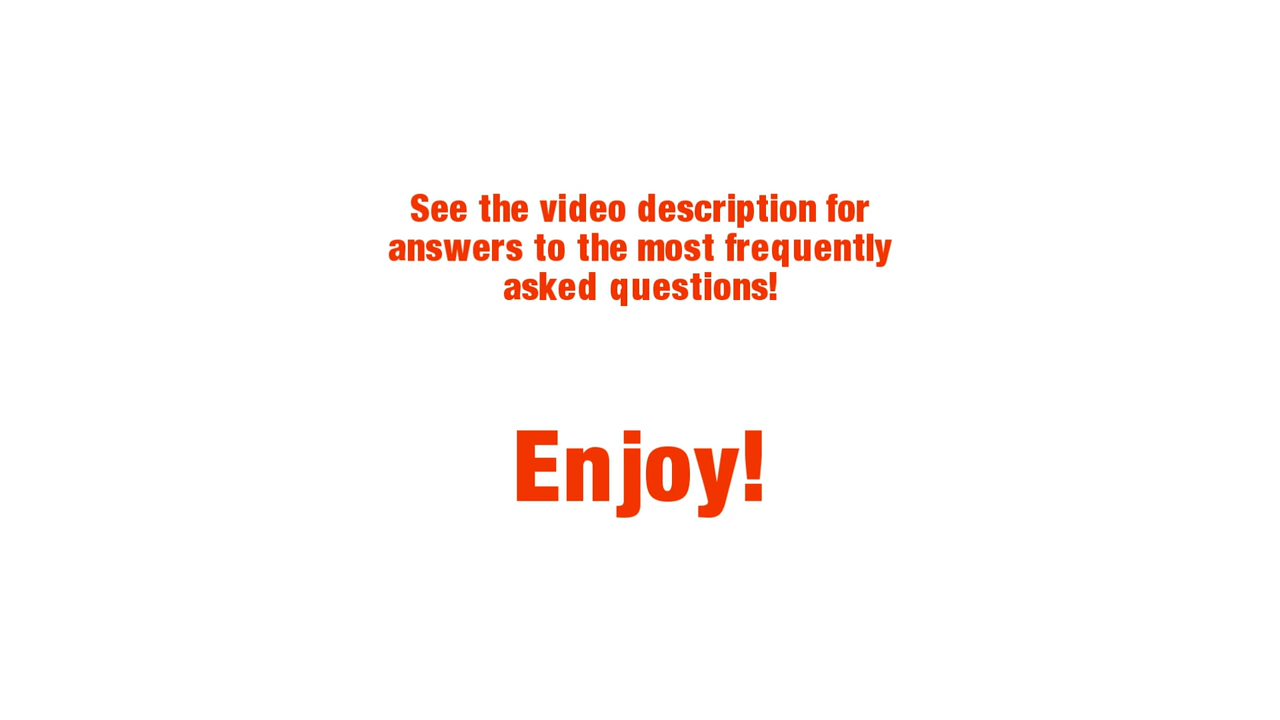 See the video description for
answers to the most frequently
asked questions!
Enjoy!